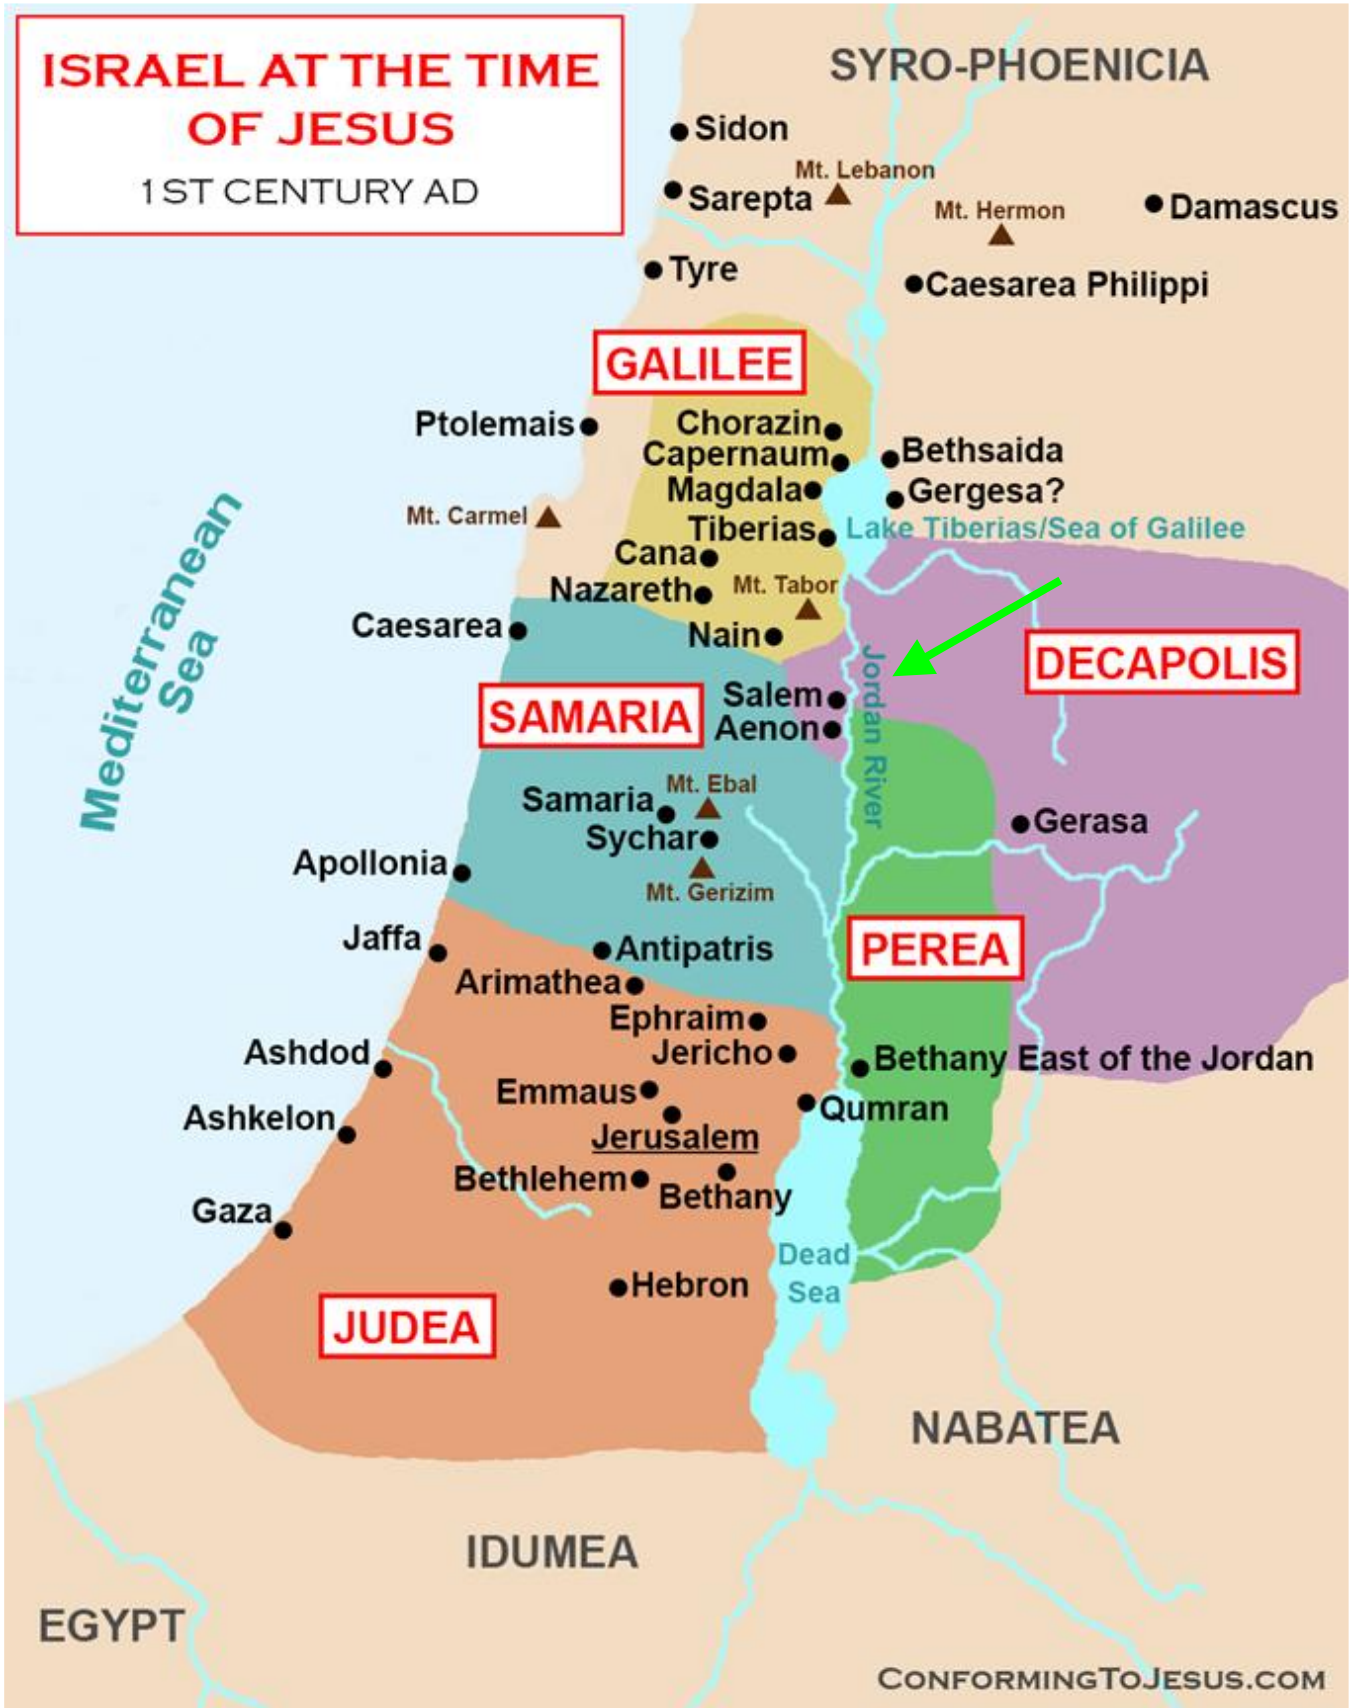 ISRAEL AT THE TIME
OF JESUS
1ST CENTURY AD
SYRO-PHOENICIA
Sidon
Mt. Lebanon
Sarepta
Mt. Hermon
Damascus
Tyre
Caesarea Philippi
GALILEE
Ptolemais
Chorazin
Capernaum
Bethsaida
Magdala
Gergesa?
Mt. Carmel
Tiberias
Lake Tiberias/Sea of Galilee
Cana
Nazareth
Mt. Tabor
Mediterranean
Sea
Caesarea
Nain
Jordan River
DECAPOLIS
Salem
SAMARIA
Aenon
Mt. Ebal
Samaria
Sychar
Gerasa
Apollonia
Mt. Gerizim
Jaffa
Antipatris
PEREA
Arimathea
Ephraim
Ashdod
Jericho
Bethany East of the Jordan
Emmaus
Qumran
Ashkelon
Jerusalem
Bethlehem
Bethany
Gaza
Dead
Sea
Hebron
JUDEA
NABATEA
IDUMEA
EGYPT
CONFORMINGTOJESUS.COM